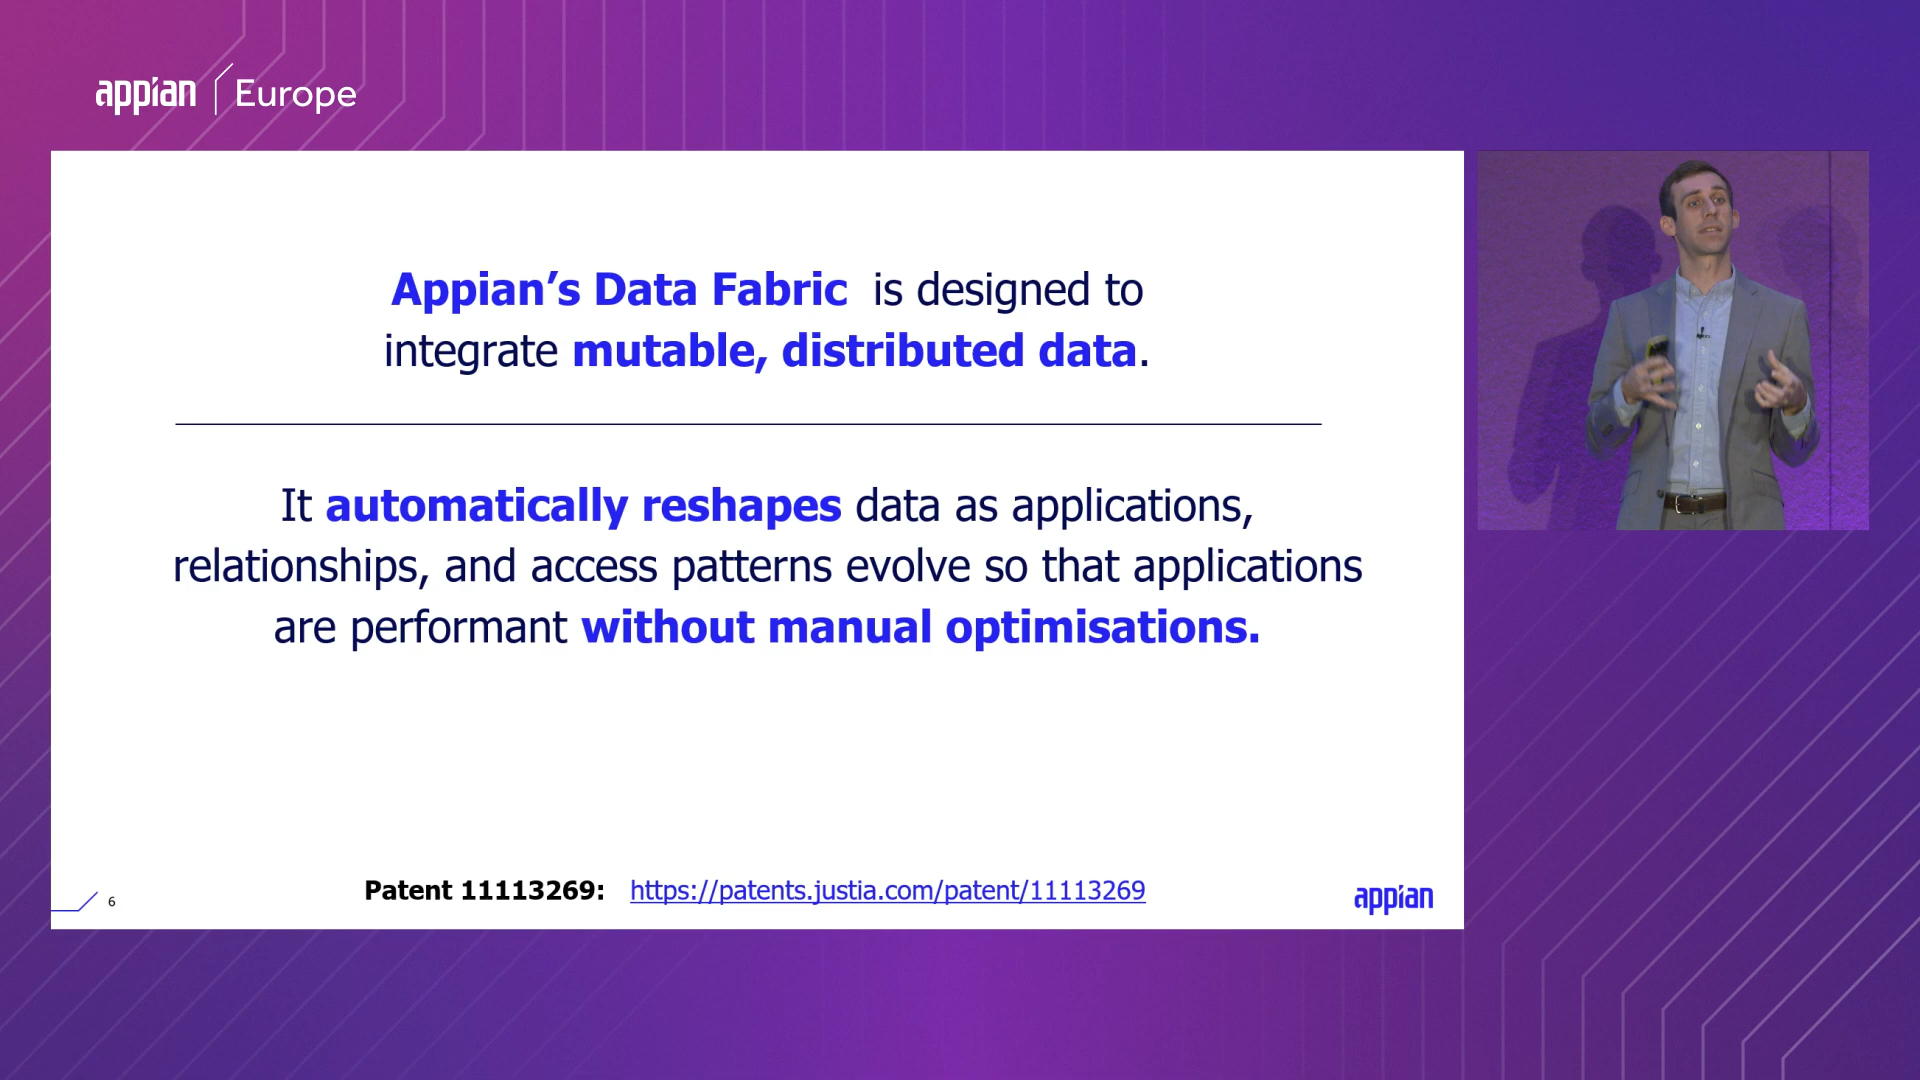 appian Europe
Appian’s Data Fabric is designed to
integrate mutable, distributed data.
It automatically reshapes data as applications,
relationships, and access patterns evolve so that applications
are performant without manual optimisations.
Patent 11113269: https://patents.justia.com/patent/11113269
6
appian